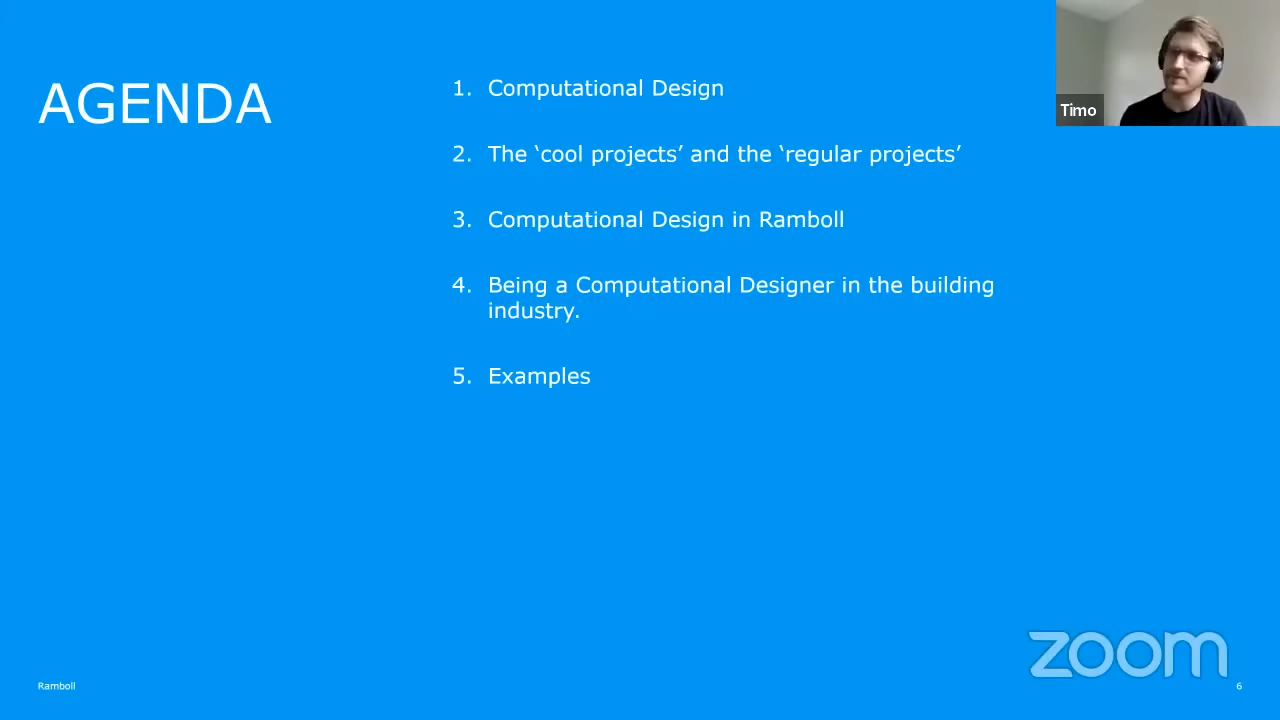 AGENDA
1. Computational Design
2. The ‘cool projects’ and the ‘regular projects’
3. Computational Design in Ramboll
4. Being a Computational Designer in the building
industry.
5. Examples
Timo
zoom
Ramboll
6